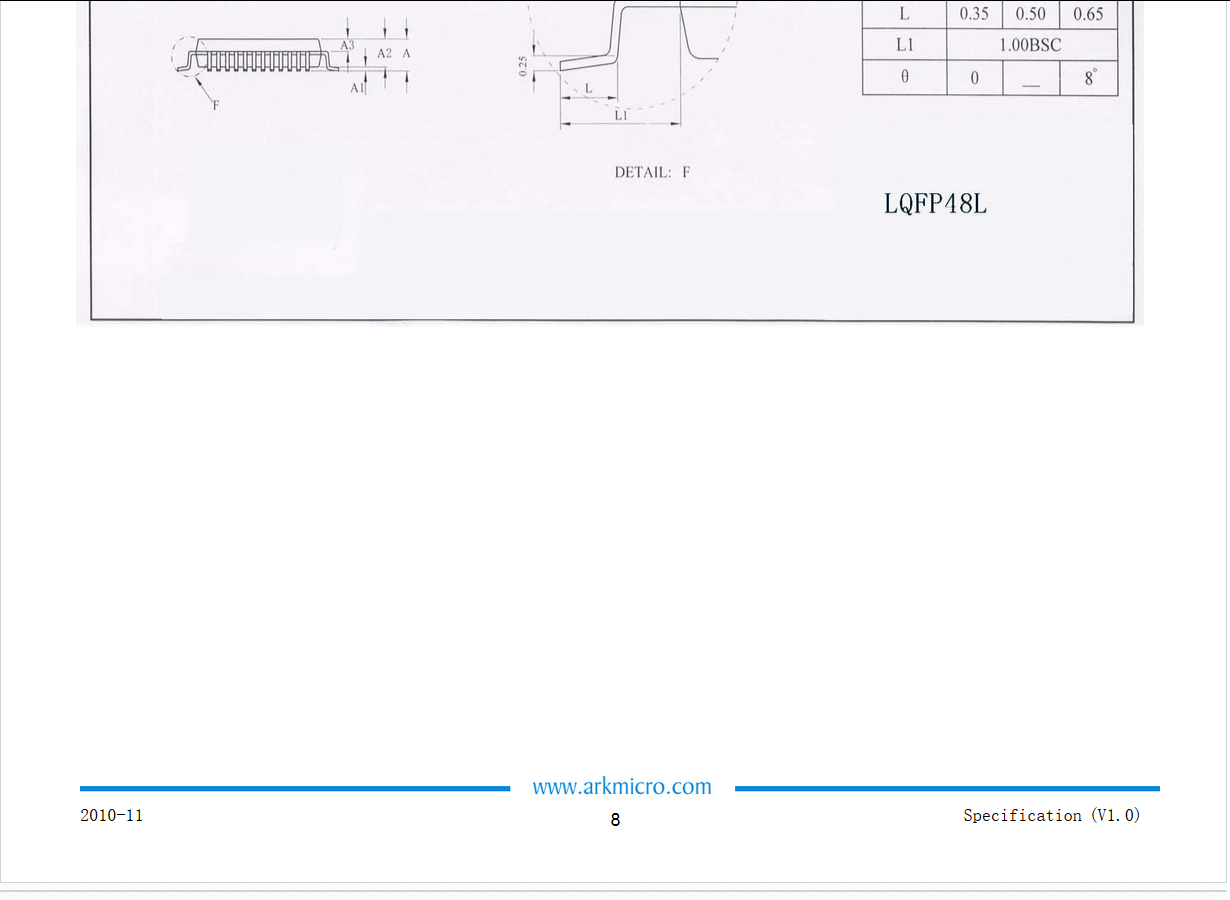 L 0.35 0.50 0.65
L1 1.00BSC
θ 0 — 8°
A3 A2 A
A1
F
0.25
L
L1
DETAIL: F
LQFP48L
www.arkmicro.com
2010-11 8 Specification (V1.0)